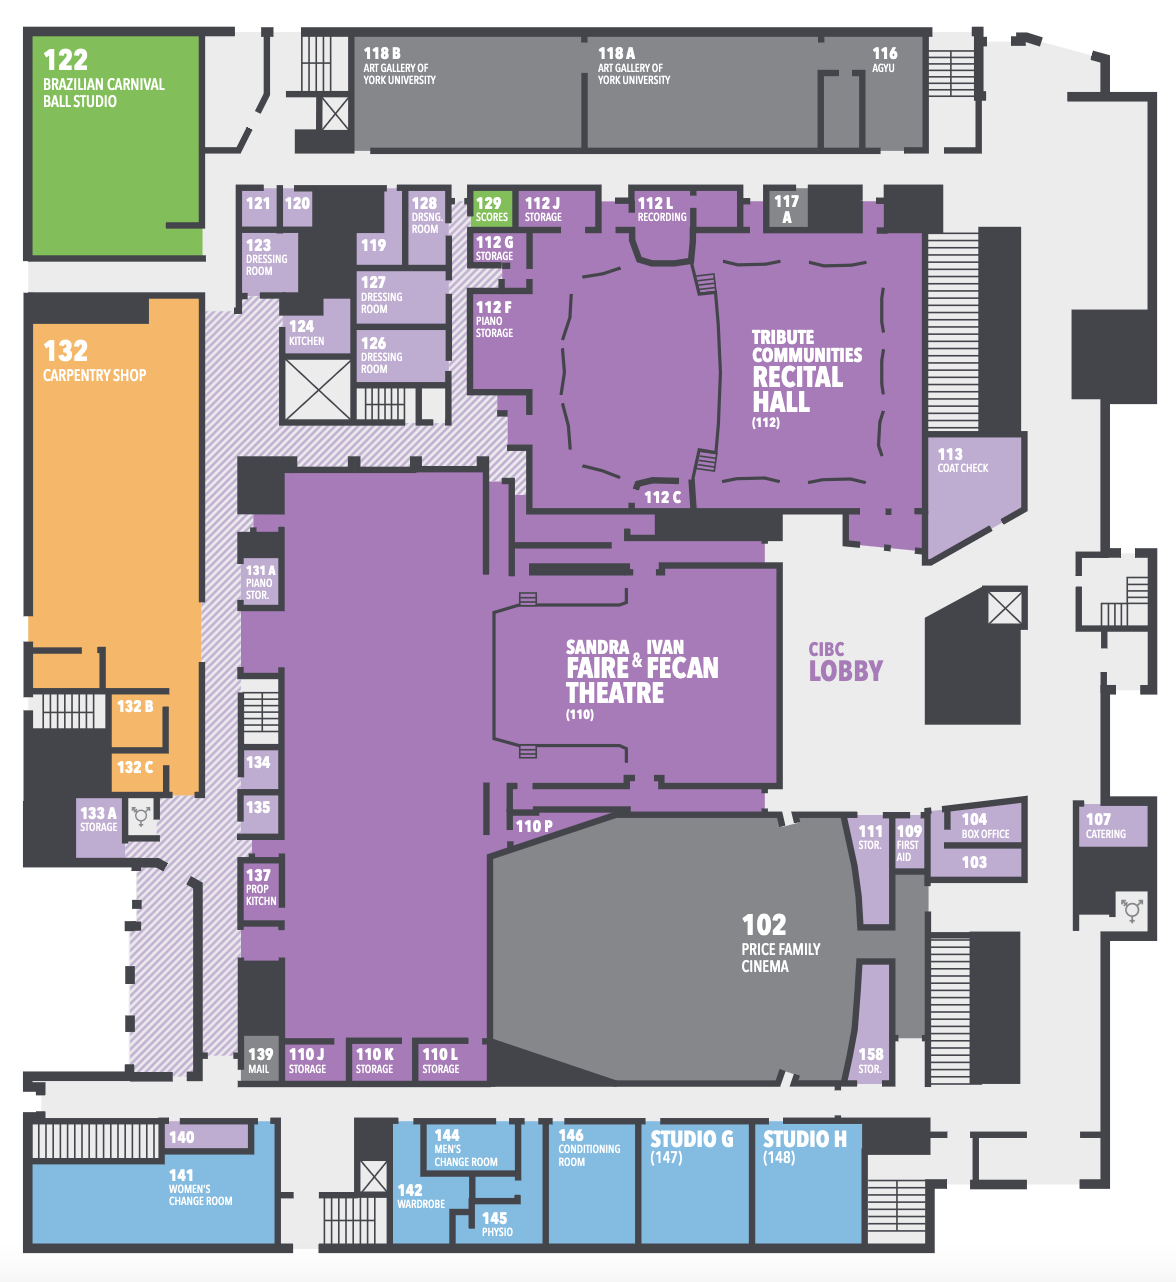 122
BRAZILIAN CARNIVAL
BALL STUDIO
118 B
ART GALLERY OF
YORK UNIVERSITY
118 A
ART GALLERY OF
YORK UNIVERSITY
116
AGYU
121
120
123
DRESSING
ROOM
119
128
DRSNG.
ROOM
129
SCORES
112 J
STORAGE
112 L
RECORDING
117
A
112 G
STORAGE
127
DRESSING
ROOM
112 F
PIANO
STORAGE
124
KITCHEN
126
DRESSING
ROOM
TRIBUTE
COMMUNITIES
RECITAL
HALL
(112)
132
CARPENTRY SHOP
113
COAT CHECK
112 C
131 A
PIANO
STOR.
SANDRA & IVAN
FAIRE FECAN
THEATRE
(110)
CIBC
LOBBY
132 B
132 C
134
135
133 A
STORAGE
110 P
111
STOR.
109
FIRST
AID
104
BOX OFFICE
103
107
CATERING
137
PROP
KITCHN
102
PRICE FAMILY
CINEMA
139
MAIL
110 J
STORAGE
110 K
STORAGE
110 L
STORAGE
158
STOR.
140
141
WOMEN'S
CHANGE ROOM
144
MEN'S
CHANGE ROOM
142
WARDROBE
145
PHYSIO
146
CONDITIONING
ROOM
STUDIO G
(147)
STUDIO H
(148)